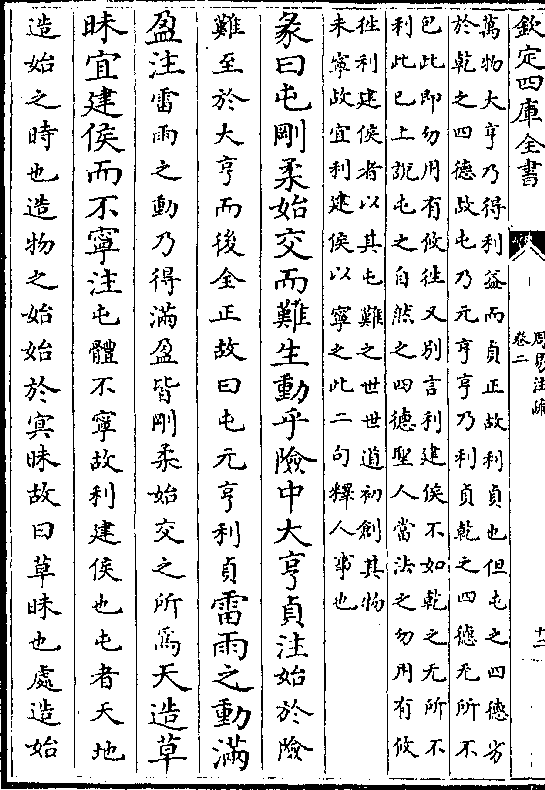 欽定四庫全書
周易注疏
卷二
十二
萬物大亨乃得利益而貞正故利貞也但屯之四德劣
於乾之四德故屯乃元亨亨乃利貞乾之四德无所不
包此即勿用有攸往又别言利建侯不如乾之无所不
利此已上説屯之自然之四德聖人當法之勿用有攸
往利建侯者以其屯難之世世道初創其物
未寧故宜利建侯以寧之此二句釋人事也
彖曰屯剛柔始交而難生動乎險中大亨貞注始於險
難至於大亨而後全正故曰屯元亨利貞雷雨之動滿
盈注雷雨之動乃得滿盈皆剛柔始交之所爲天造草
昧宜建侯而不寧注屯體不寧故利建侯也屯者天地
造始之時也造物之始始於冥昧故曰草昧也處造始